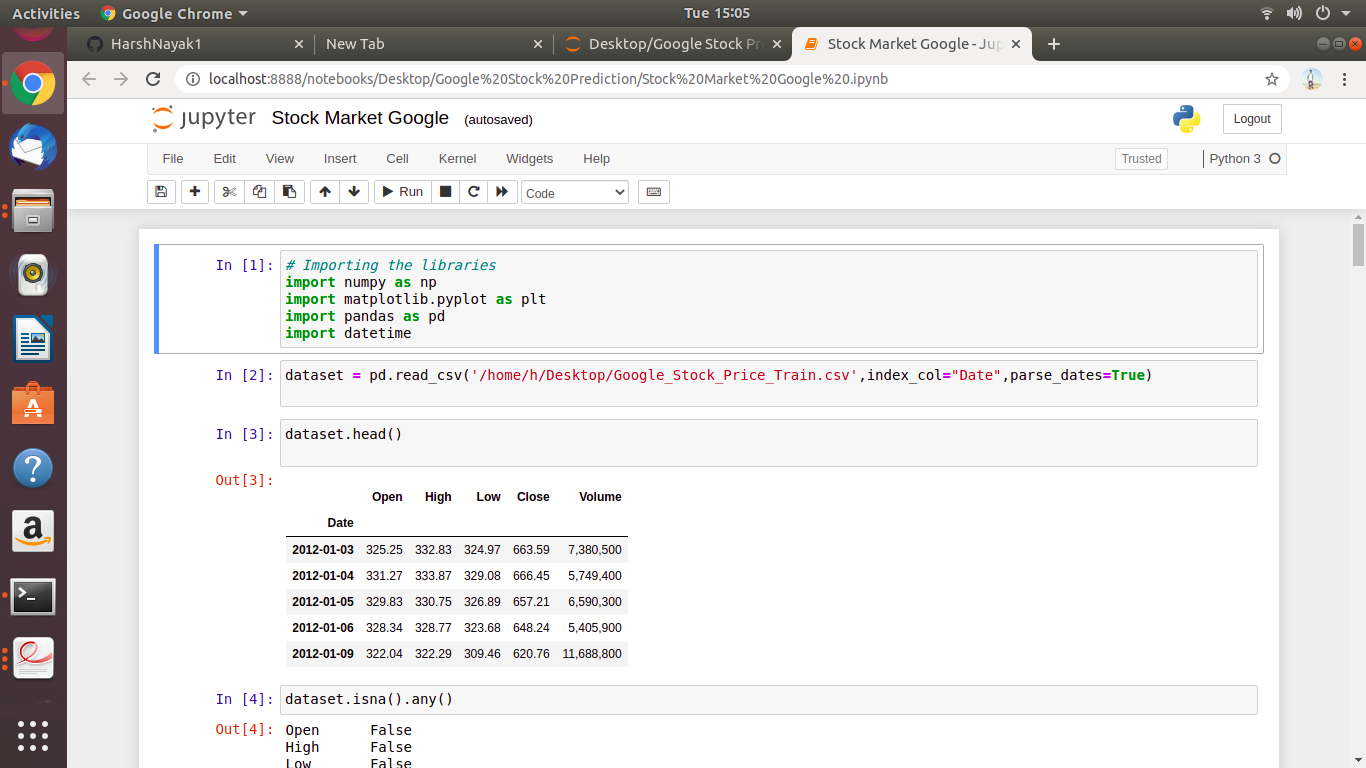 Activities Google Chrome Tue 15:05
HarshNayak1 New Tab Desktop/Google Stock Pr Stock Market Google - Jup
localhost:8888/notebooks/Desktop/Google%20Stock%20Prediction/Stock%20Market%20Google%20.ipynb
jupyter Stock Market Google (autosaved) Logout
File Edit View Insert Cell Kernel Widgets Help Trusted Python 3
Run Code
In [1]: # Importing the libraries
import numpy as np
import matplotlib.pyplot as plt
import pandas as pd
import datetime
In [2]: dataset = pd.read_csv('/home/h/Desktop/Google_Stock_Price_Train.csv',index_col="Date",parse_dates=True)
In [3]: dataset.head()
Out[3]:
Open High Low Close Volume
Date
2012-01-03 325.25 332.83 324.97 663.59 7,380,500
2012-01-04 331.27 333.87 329.08 666.45 5,749,400
2012-01-05 329.83 330.75 326.89 657.21 6,590,300
2012-01-06 328.34 328.77 323.68 648.24 5,405,900
2012-01-09 322.04 322.29 309.46 620.76 11,688,800
In [4]: dataset.isna().any()
Out[4]: Open False
High False
Low False